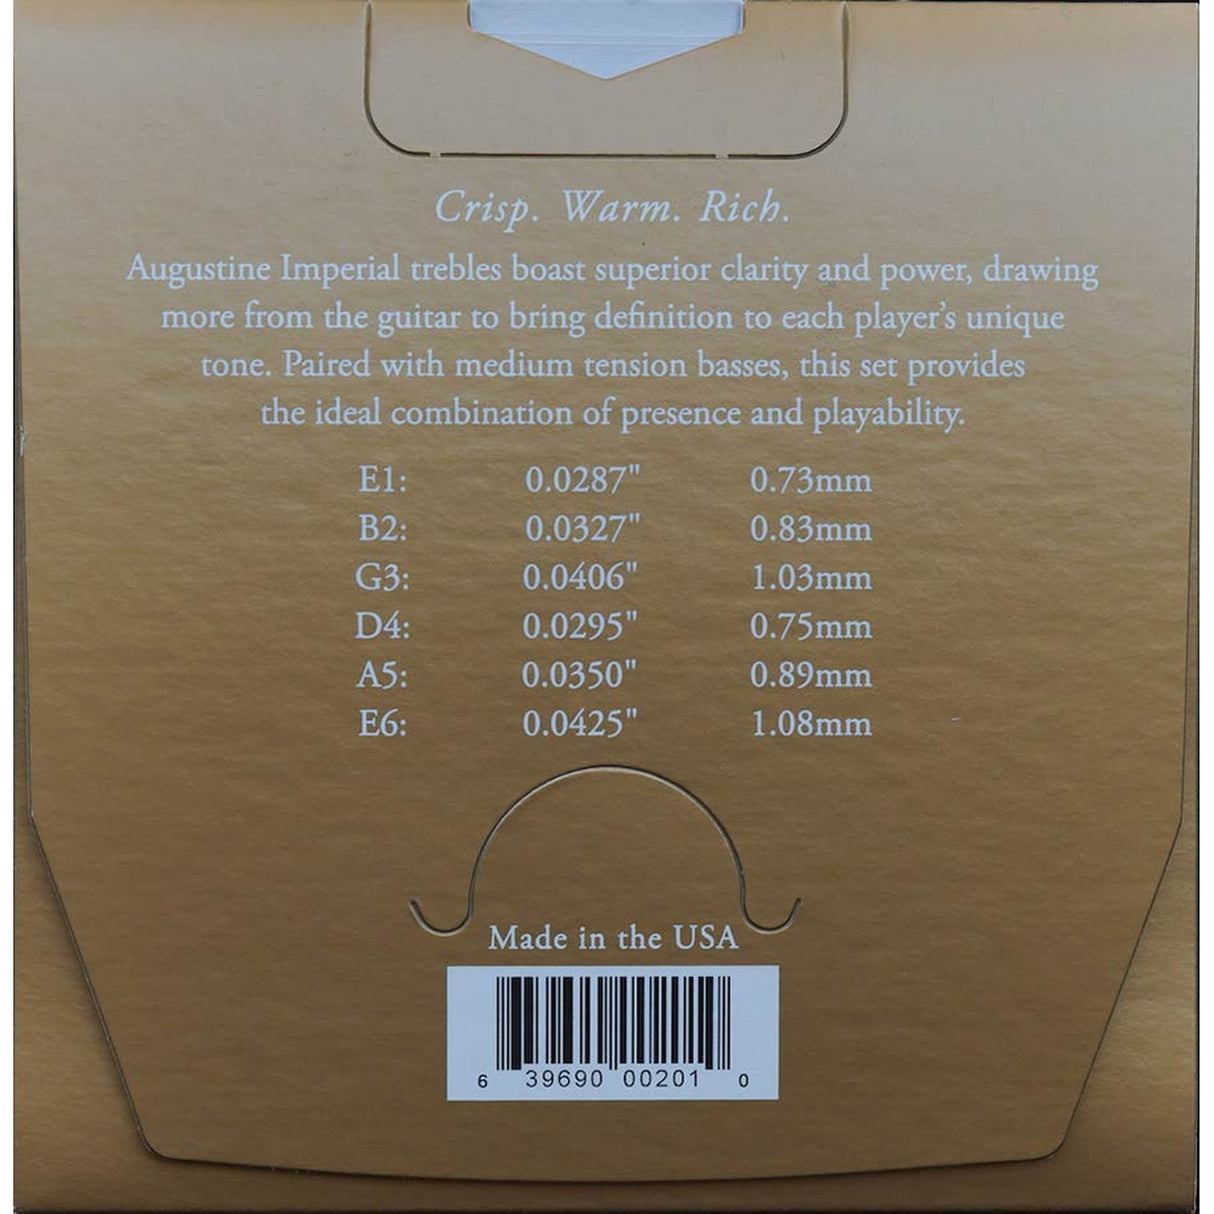 Crisp. Warm. Rich.
Augustine Imperial trebles boast superior clarity and power, drawing
more from the guitar to bring definition to each player's unique
tone. Paired with medium tension basses, this set provides
the ideal combination of presence and playability.
E1: 0.0287" 0.73mm
B2: 0.0327" 0.83mm
G3: 0.0406" 1.03mm
D4: 0.0295" 0.75mm
A5: 0.0350" 0.89mm
E6: 0.0425" 1.08mm
Made in the USA
6 39690 00201 0